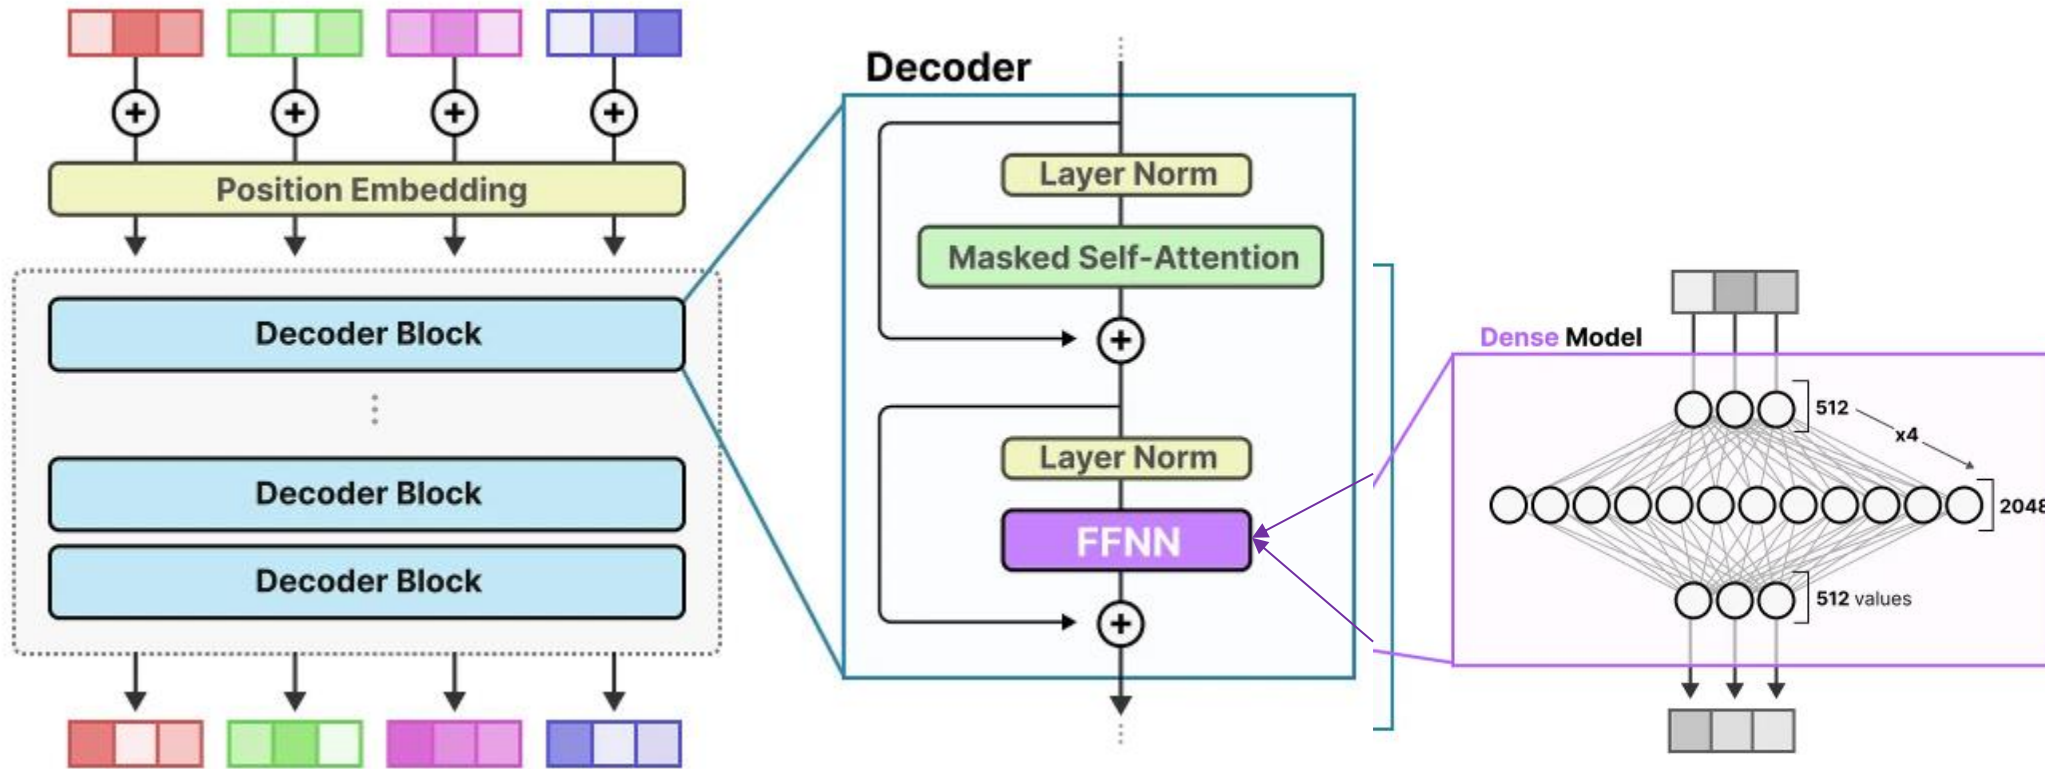 Position Embedding
Decoder Block
Decoder Block
Decoder Block
Decoder
Layer Norm
Masked Self-Attention
Layer Norm
FFNN
Dense Model
512
x4
2048
512 values